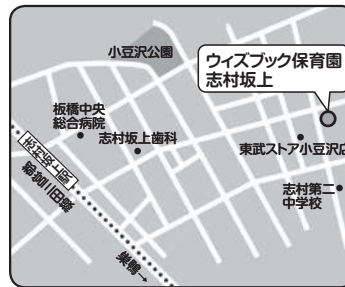 小豆沢公園
ウィズブック保育園
志村坂上
板橋中央
総合病院
志村坂上歯科
東武ストア小豆沢店
志村坂上駅
都営三田線
志村第二
中学校
巣鴨→